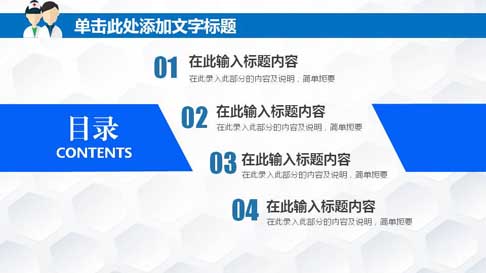 单击此处添加文字标题
01 在此输入标题内容
在此录入此部分的内容及说明，简单扼要
目录
CONTENTS
02 在此输入标题内容
在此录入此部分的内容及说明，简单扼要
03 在此输入标题内容
在此录入此部分的内容及说明，简单扼要
04 在此输入标题内容
在此录入此部分的内容及说明，简单扼要